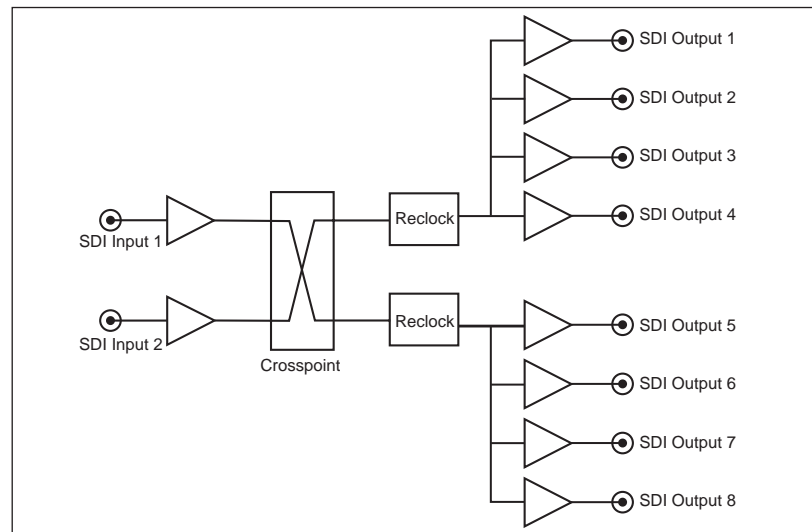 SDI Output 1
SDI Output 2
SDI Output 3
SDI Output 4
SDI Input 1
Reclock
SDI Input 2
Reclock
Crosspoint
SDI Output 5
SDI Output 6
SDI Output 7
SDI Output 8